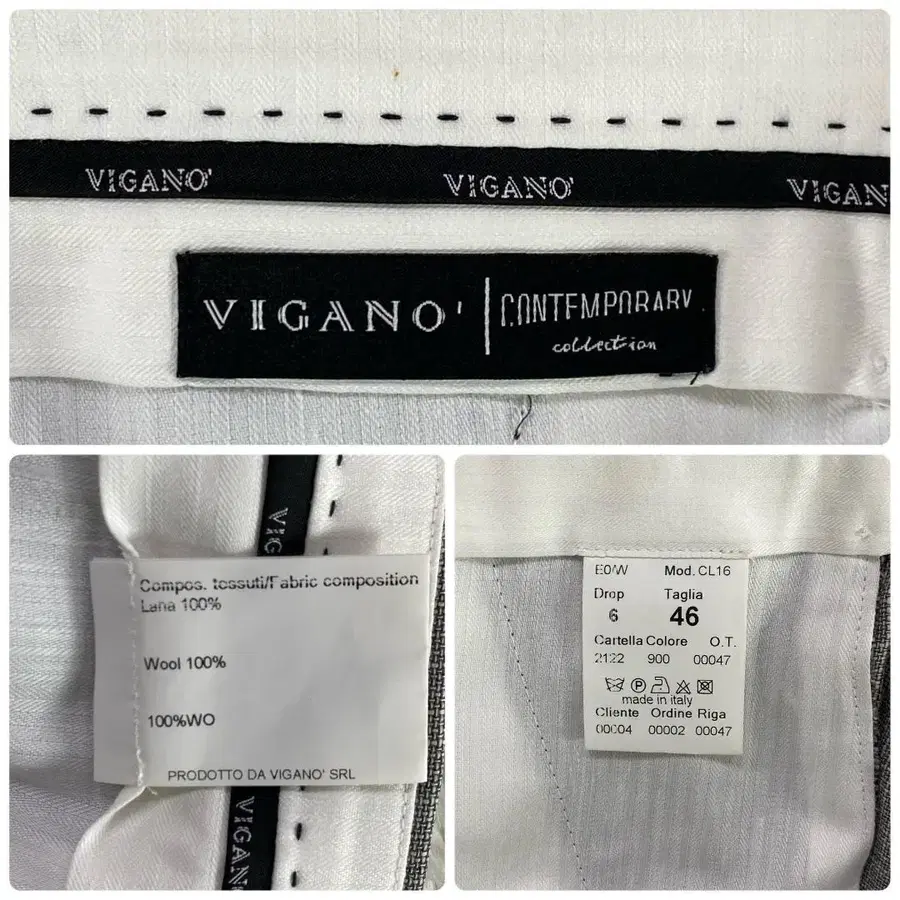 VIGANO' VIGANO' VIGAN
VIGANO' CONTEMPORARY
collection
VIG
Compos. tessuti/Fabric composition
Lana 100%
Wool 100%
100%WO
PRODOTTO DA VIGANO' SRL
VIGANO
E0/W Mod. CL16
Drop Taglia
6 46
Cartella Colore O.T.
2122 900 00047
made in italy
Cliente Ordine Riga
00004 00002 00047